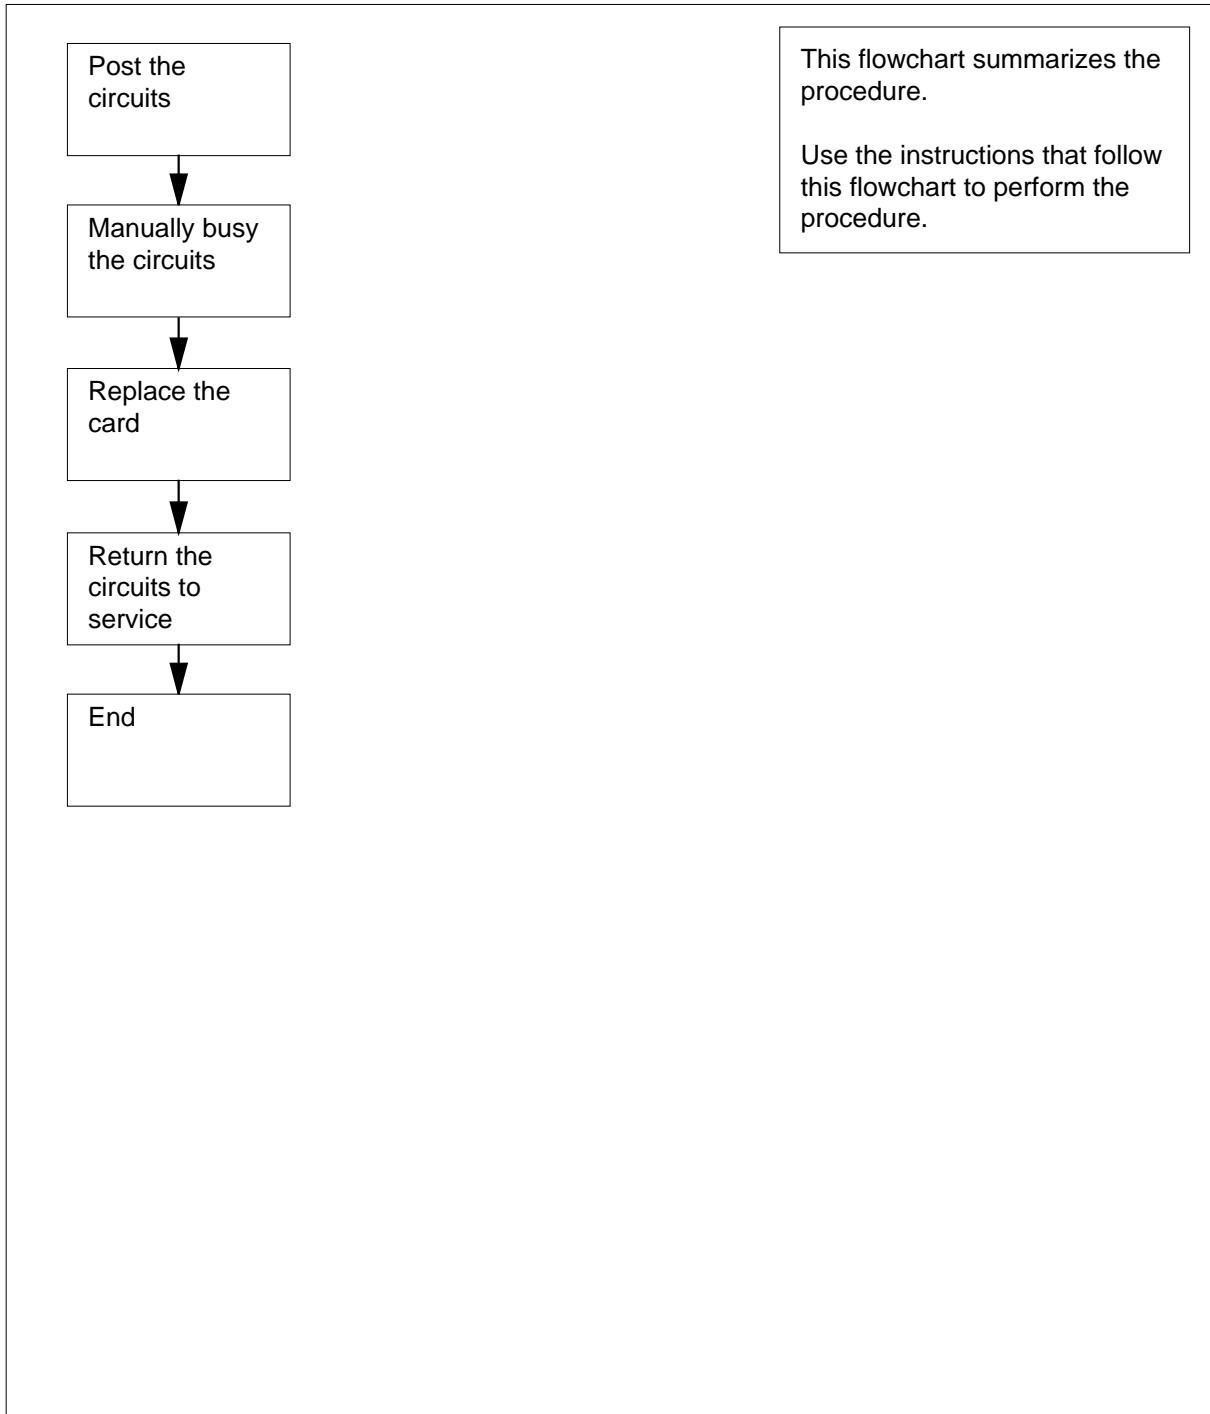 Post the
circuits
Manually busy
the circuits
Replace the
card
Return the
circuits to
service
End
This flowchart summarizes the
procedure.
Use the instructions that follow
this flowchart to perform the
procedure.